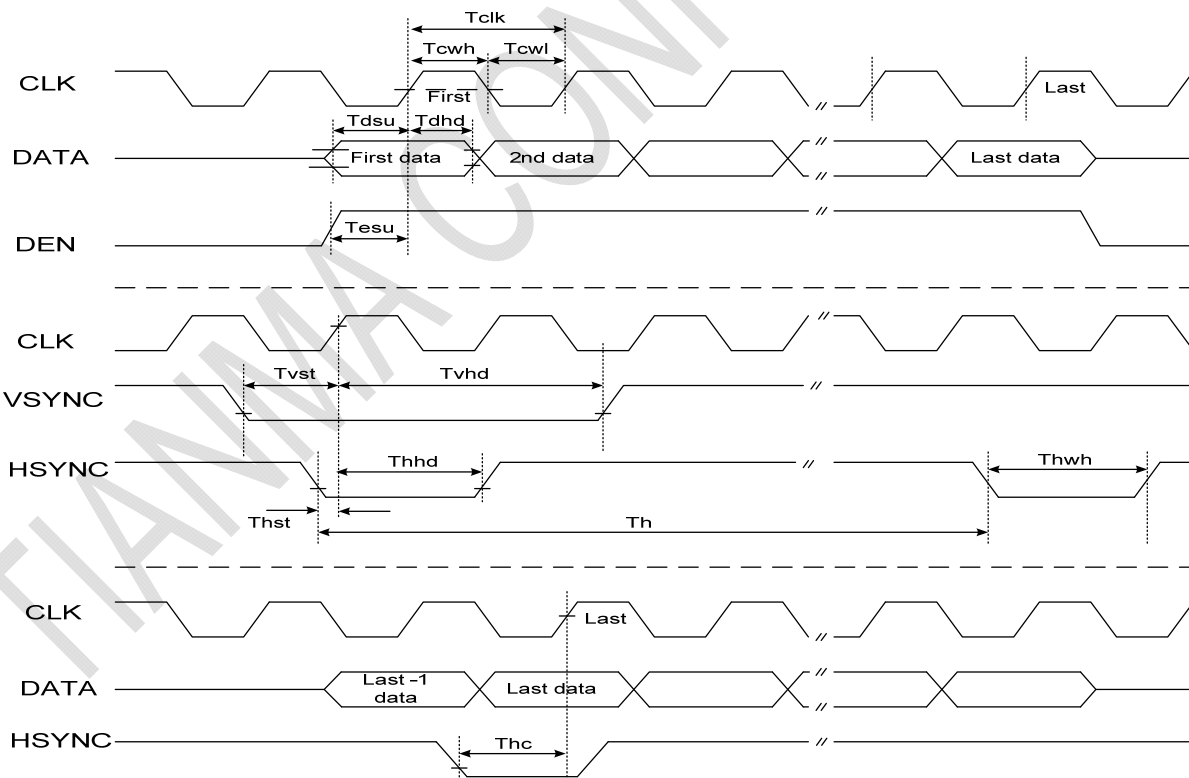 Tclk
Tcwh Tcwl
CLK First Last
Tdsu Tdhd
DATA First data 2nd data Last data
DEN Tesu
CLK
Tvst Tvhd
VSYNC
HSYNC Thhd Thwh
Thst Th
CLK Last
DATA Last -1 data Last data
HSYNC Thc
TIANMA CONF